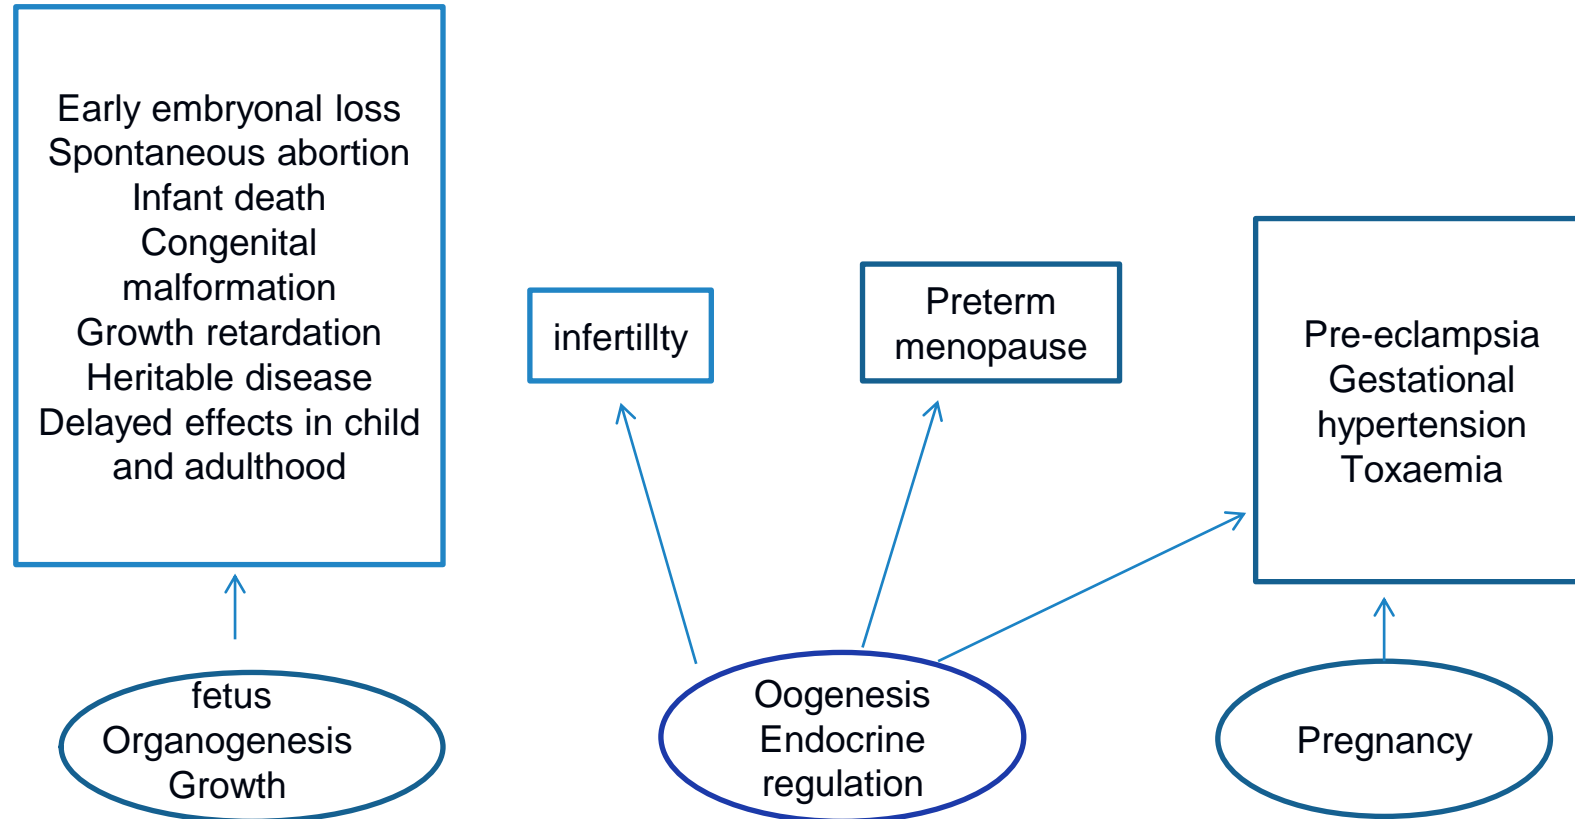 Early embryonal loss
Spontaneous abortion
Infant death
Congenital
malformation
Growth retardation
Heritable disease
Delayed effects in child
and adulthood
infertillty
Preterm
menopause
Pre-eclampsia
Gestational
hypertension
Toxaemia
fetus
Organogenesis
Growth
Oogenesis
Endocrine
regulation
Pregnancy